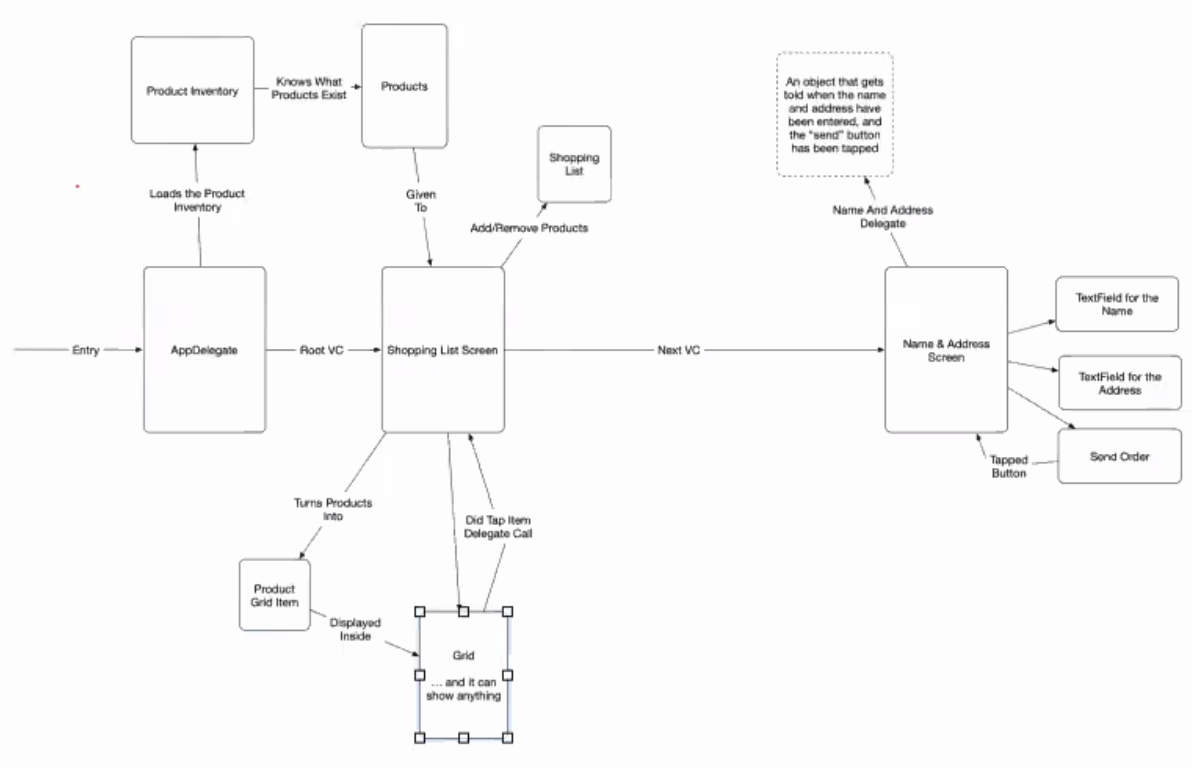 Product Inventory
Knows What
Products Exist
Products
An object that gets
told when the name
and address have
been entered, and
the "send" button
has been tapped
Shopping
List
Loads the Product
Inventory
Given
To
Add/Remove Products
Name And Address
Delegate
Entry
AppDelegate
Root VC
Shopping List Screen
Next VC
Name & Address
Screen
TextField for the
Name
TextField for the
Address
Send Order
Tapped
Button
Turns Products
Into
Did Tap Item
Delegate Call
Product
Grid Item
Displayed
Inside
Grid
... and it can
show anything